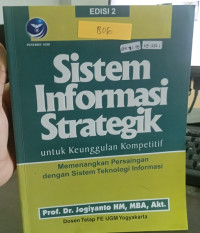 EDISI 2
BOE
Sistem
Informasi
Strategik
untuk Keunggulan Kompetitif
Memenangkan Persaingan
dengan Sistem Teknologi Informasi
Prof. Dr. Jogiyanto HM, MBA, Akt.
Dosen Tetap FE UGM Yogyakarta